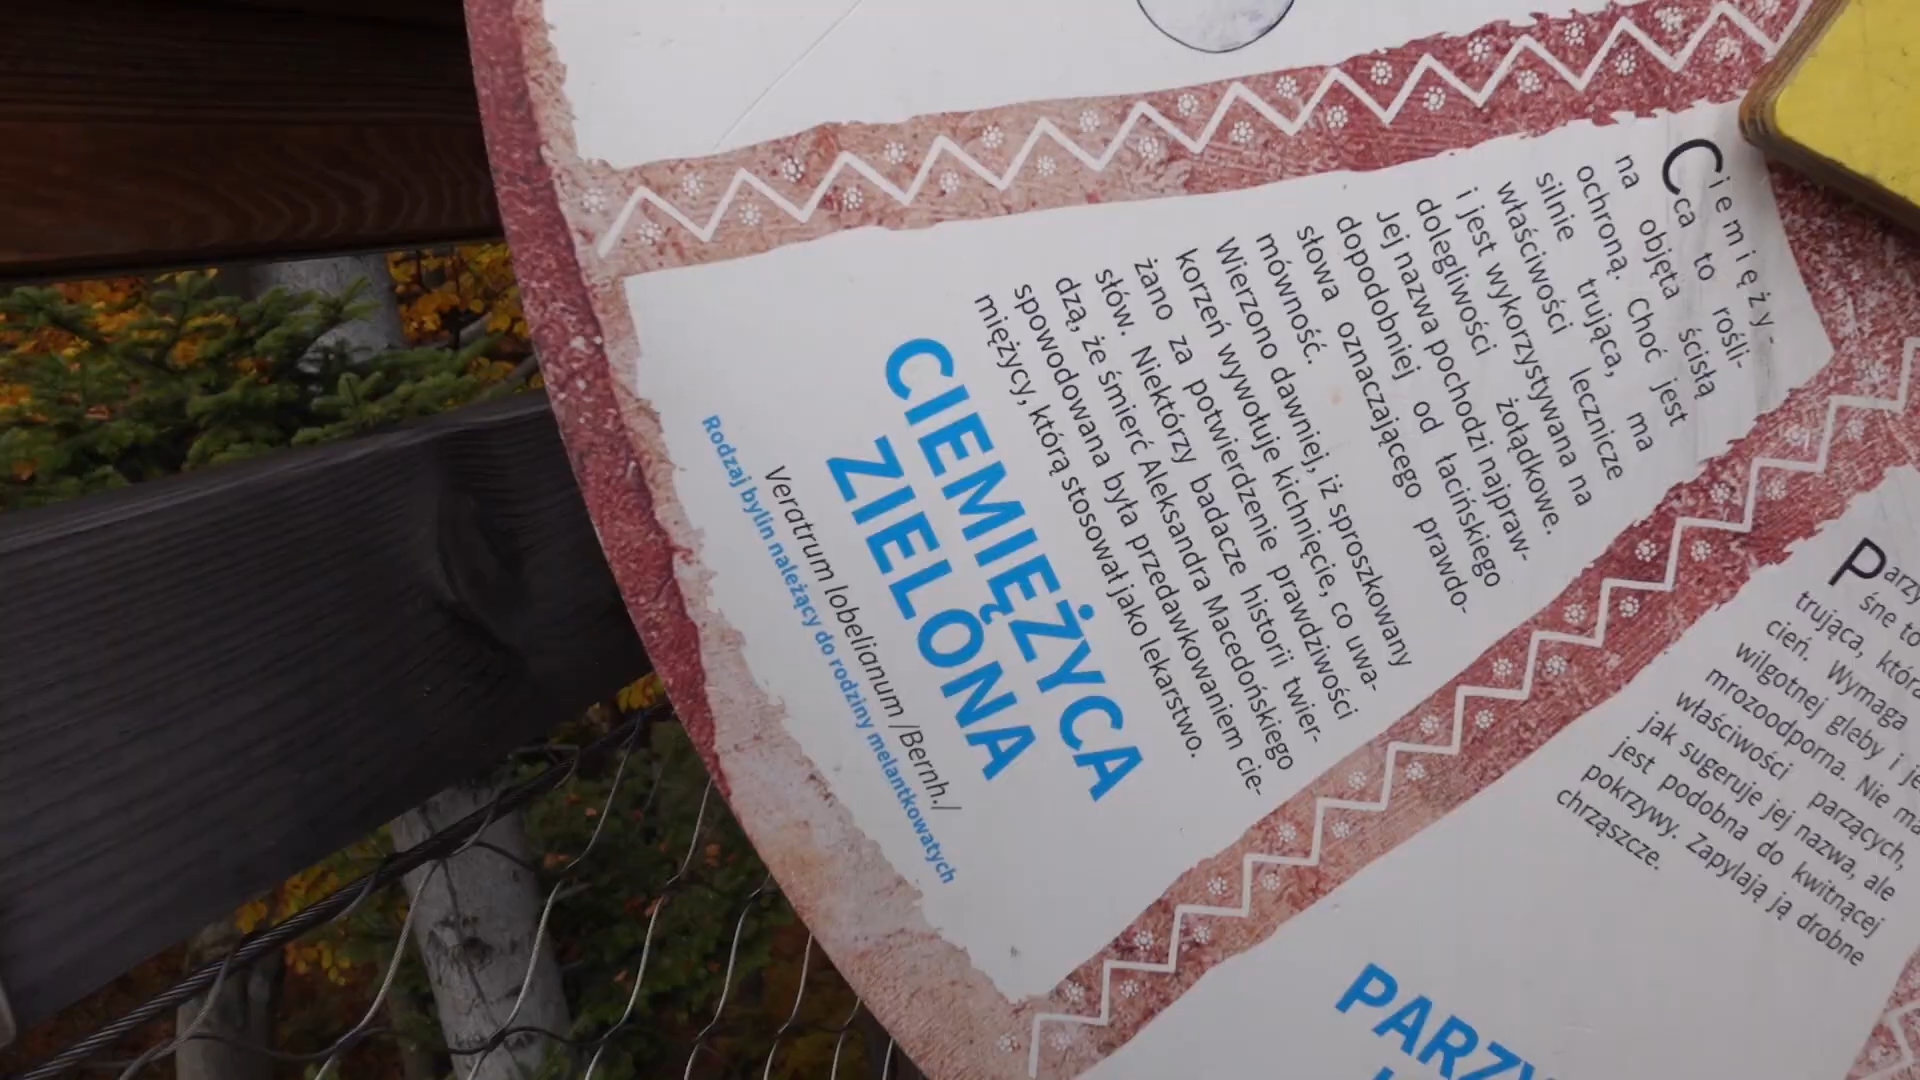 Ciemięży-
ca to rośli-
na objęta ścisłą
ochroną. Choć jest
silnie trująca, ma
właściwości lecznicze
i jest wykorzystywana na
dolegliwości żołądkowe.
Jej nazwa pochodzi najpraw-
dopodobniej od łacińskiego
słowa oznaczającego prawdo-
mówność.
Wierzono dawniej, iż sproszkowany
korzeń wywołuje kichnięcie, co uwa-
żano za potwierdzenie prawdziwości
słów. Niektórzy badacze historii twier-
dzą, że śmierć Aleksandra Macedońskiego
spowodowana była przedawkowaniem cie-
miężycy, którą stosował jako lekarstwo.
CIEMIĘŻYCA
ZIELONA
Veratrum lobelianum /Bernh./
Rodzaj bylin należący do rodziny melantkowatych
Parzy
śne to
trująca, która
cień. Wymaga
wilgotnej gleby i je
mrozoodporna. Nie ma
właściwości parzących,
jak sugeruje jej nazwa, ale
jest podobna do kwitnącej
pokrzywy. Zapylają ją drobne
chrząszcze.
PARZY